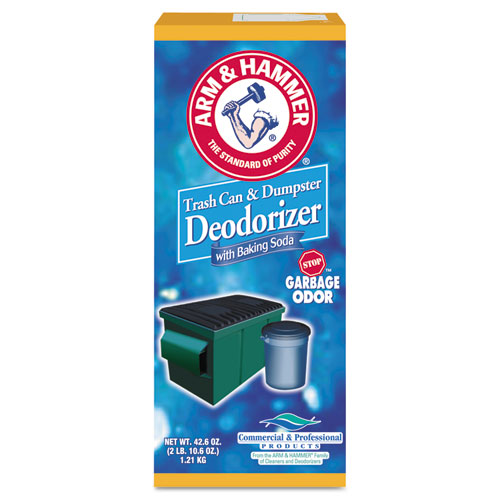 ARM & HAMMER
®
THE STANDARD OF PURITY
®
Trash Can & Dumpster
Deodorizer
with Baking Soda
STOP
GARBAGE
ODOR™
NET WT. 42.6 OZ.
(2 LB. 10.6 OZ.)
1.21 KG
Commercial & Professional
PRODUCTS
From the ARM & HAMMER® Family
of Cleaners and Deodorizers